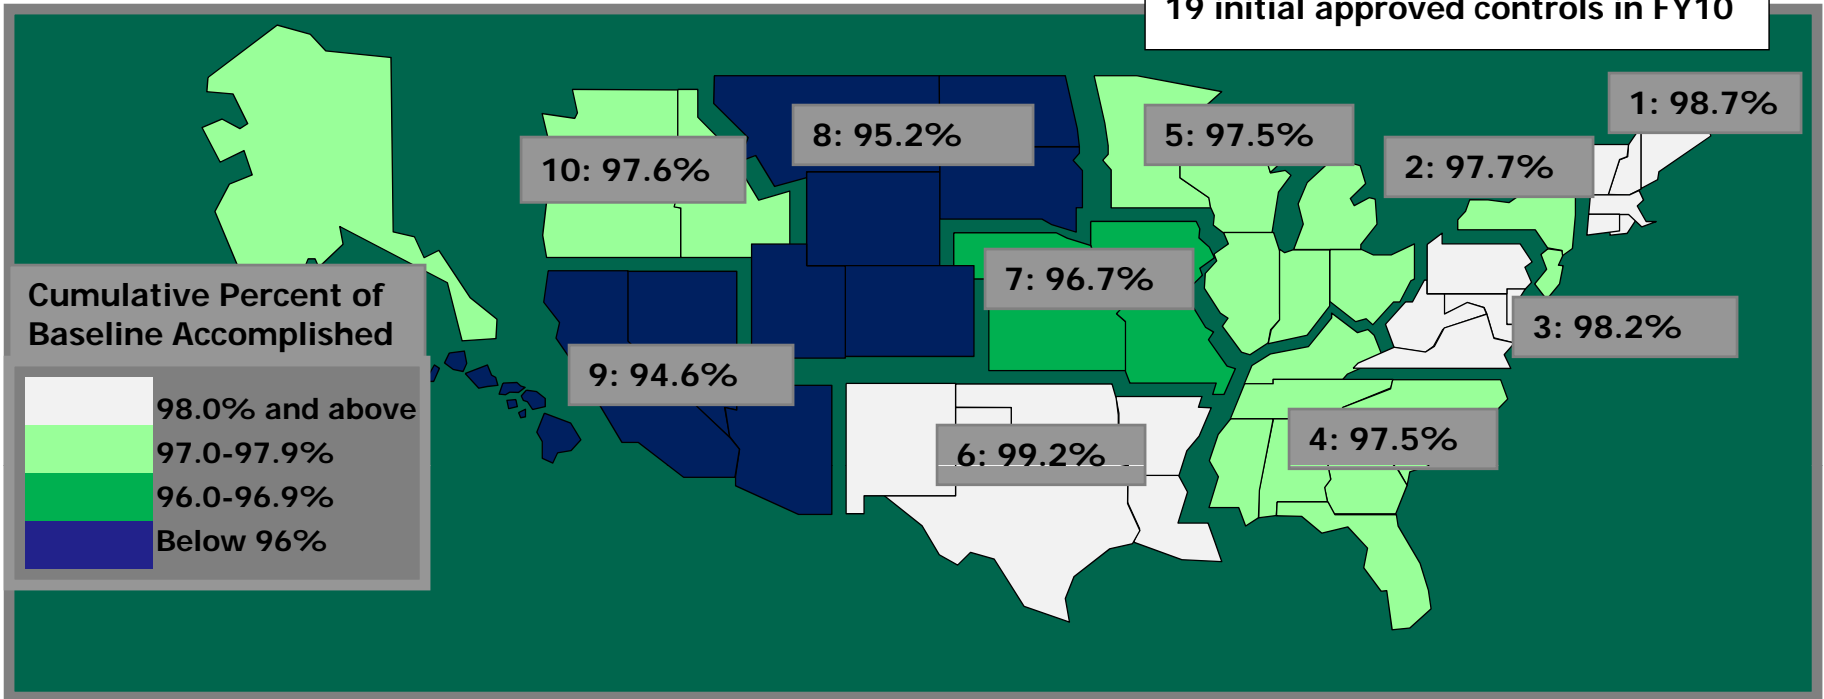 19 initial approved controls in FY10
1: 98.7%
8: 95.2%
5: 97.5%
2: 97.7%
10: 97.6%
7: 96.7%
3: 98.2%
9: 94.6%
6: 99.2%
4: 97.5%
Cumulative Percent of
Baseline Accomplished
98.0% and above
97.0-97.9%
96.0-96.9%
Below 96%